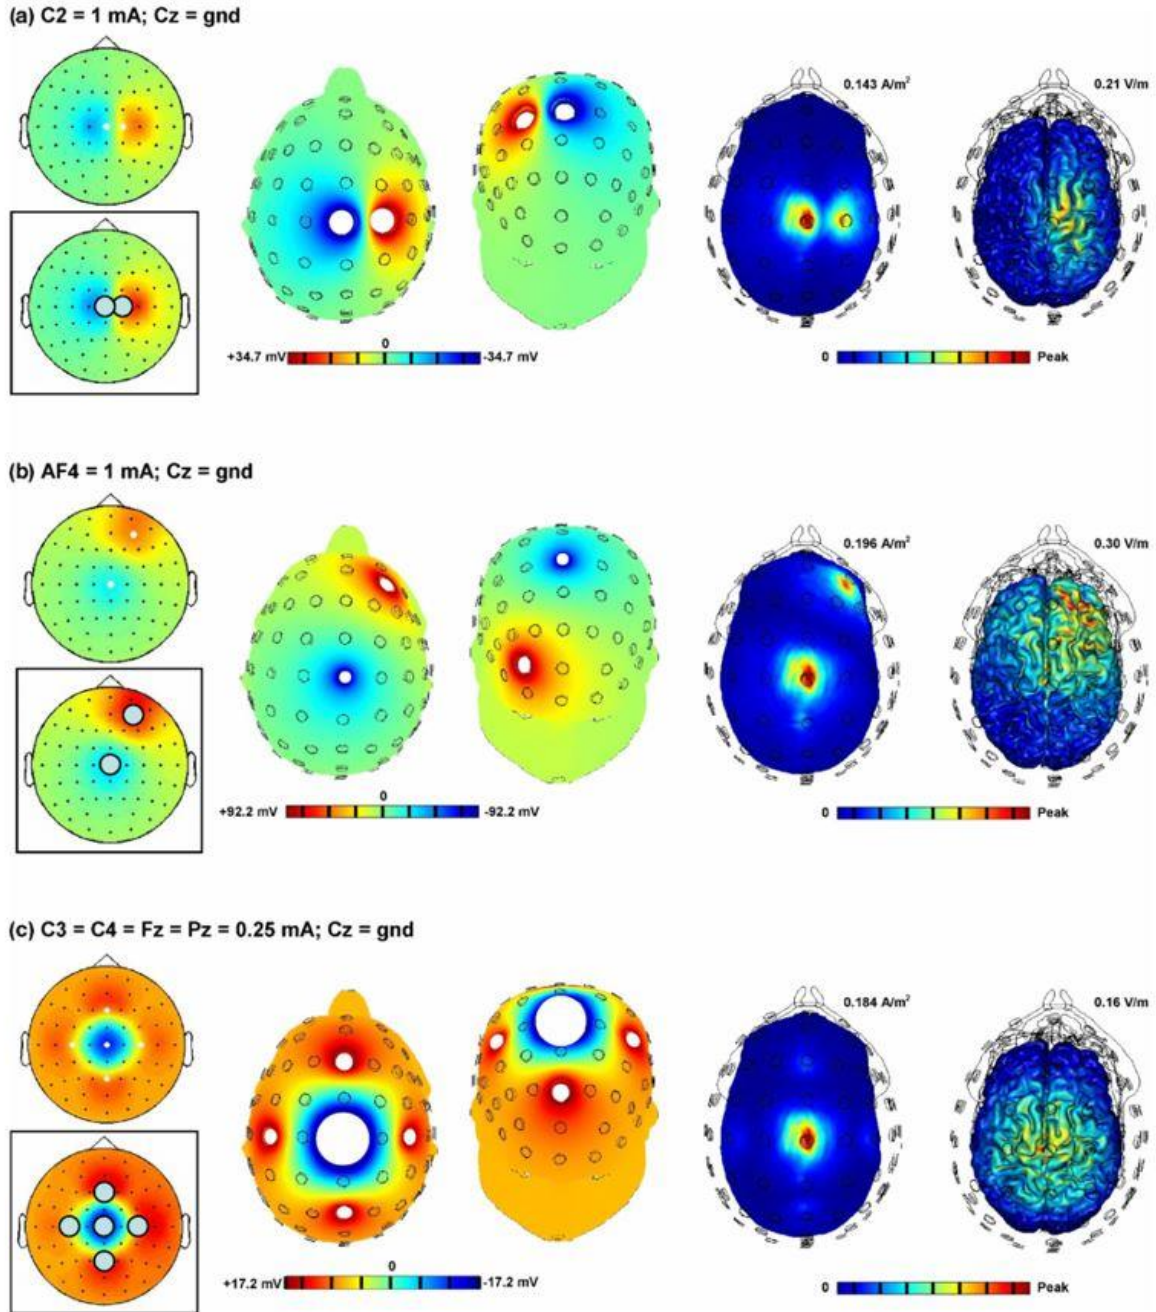 (a) C2 = 1 mA; Cz = gnd
0.143 A/m²
0.21 V/m
0
+34.7 mV
-34.7 mV
0
Peak
(b) AF4 = 1 mA; Cz = gnd
0.196 A/m²
0.30 V/m
0
+92.2 mV
-92.2 mV
0
Peak
(c) C3 = C4 = Fz = Pz = 0.25 mA; Cz = gnd
0.184 A/m²
0.16 V/m
0
+17.2 mV
-17.2 mV
0
Peak